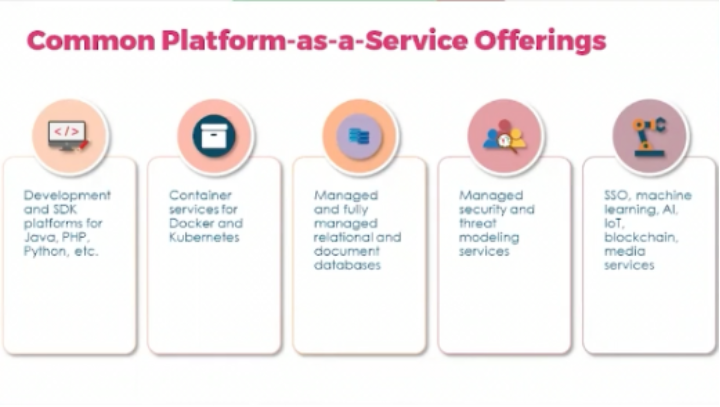 Common Platform-as-a-Service Offerings
</>
Development
and SDK
platforms for
Java, PHP,
Python, etc.
Container
services for
Docker and
Kubernetes
Managed
and fully
managed
relational and
document
databases
Managed
security and
threat
modeling
services
SSO, machine
learning, AI,
IoT,
blockchain,
media
services